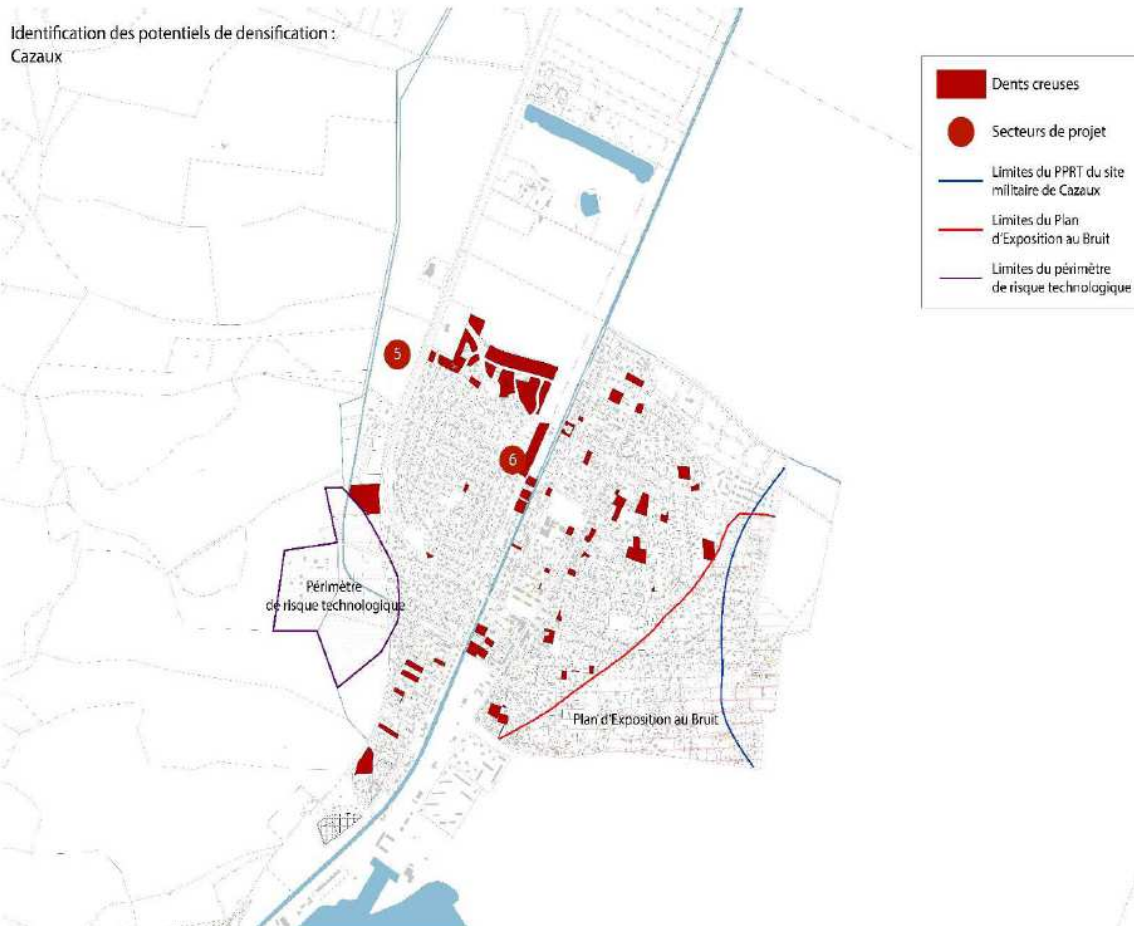 Identification des potentiels de densification :
Cazaux
Dents creuses
Secteurs de projet
Limites du PPRT du site
militaire de Cazaux
Limites du Plan
d'Exposition au Bruit
Limites du périmètre
de risque technologique
5
6
Périmètre
de risque technologique
Plan d'Exposition au Bruit